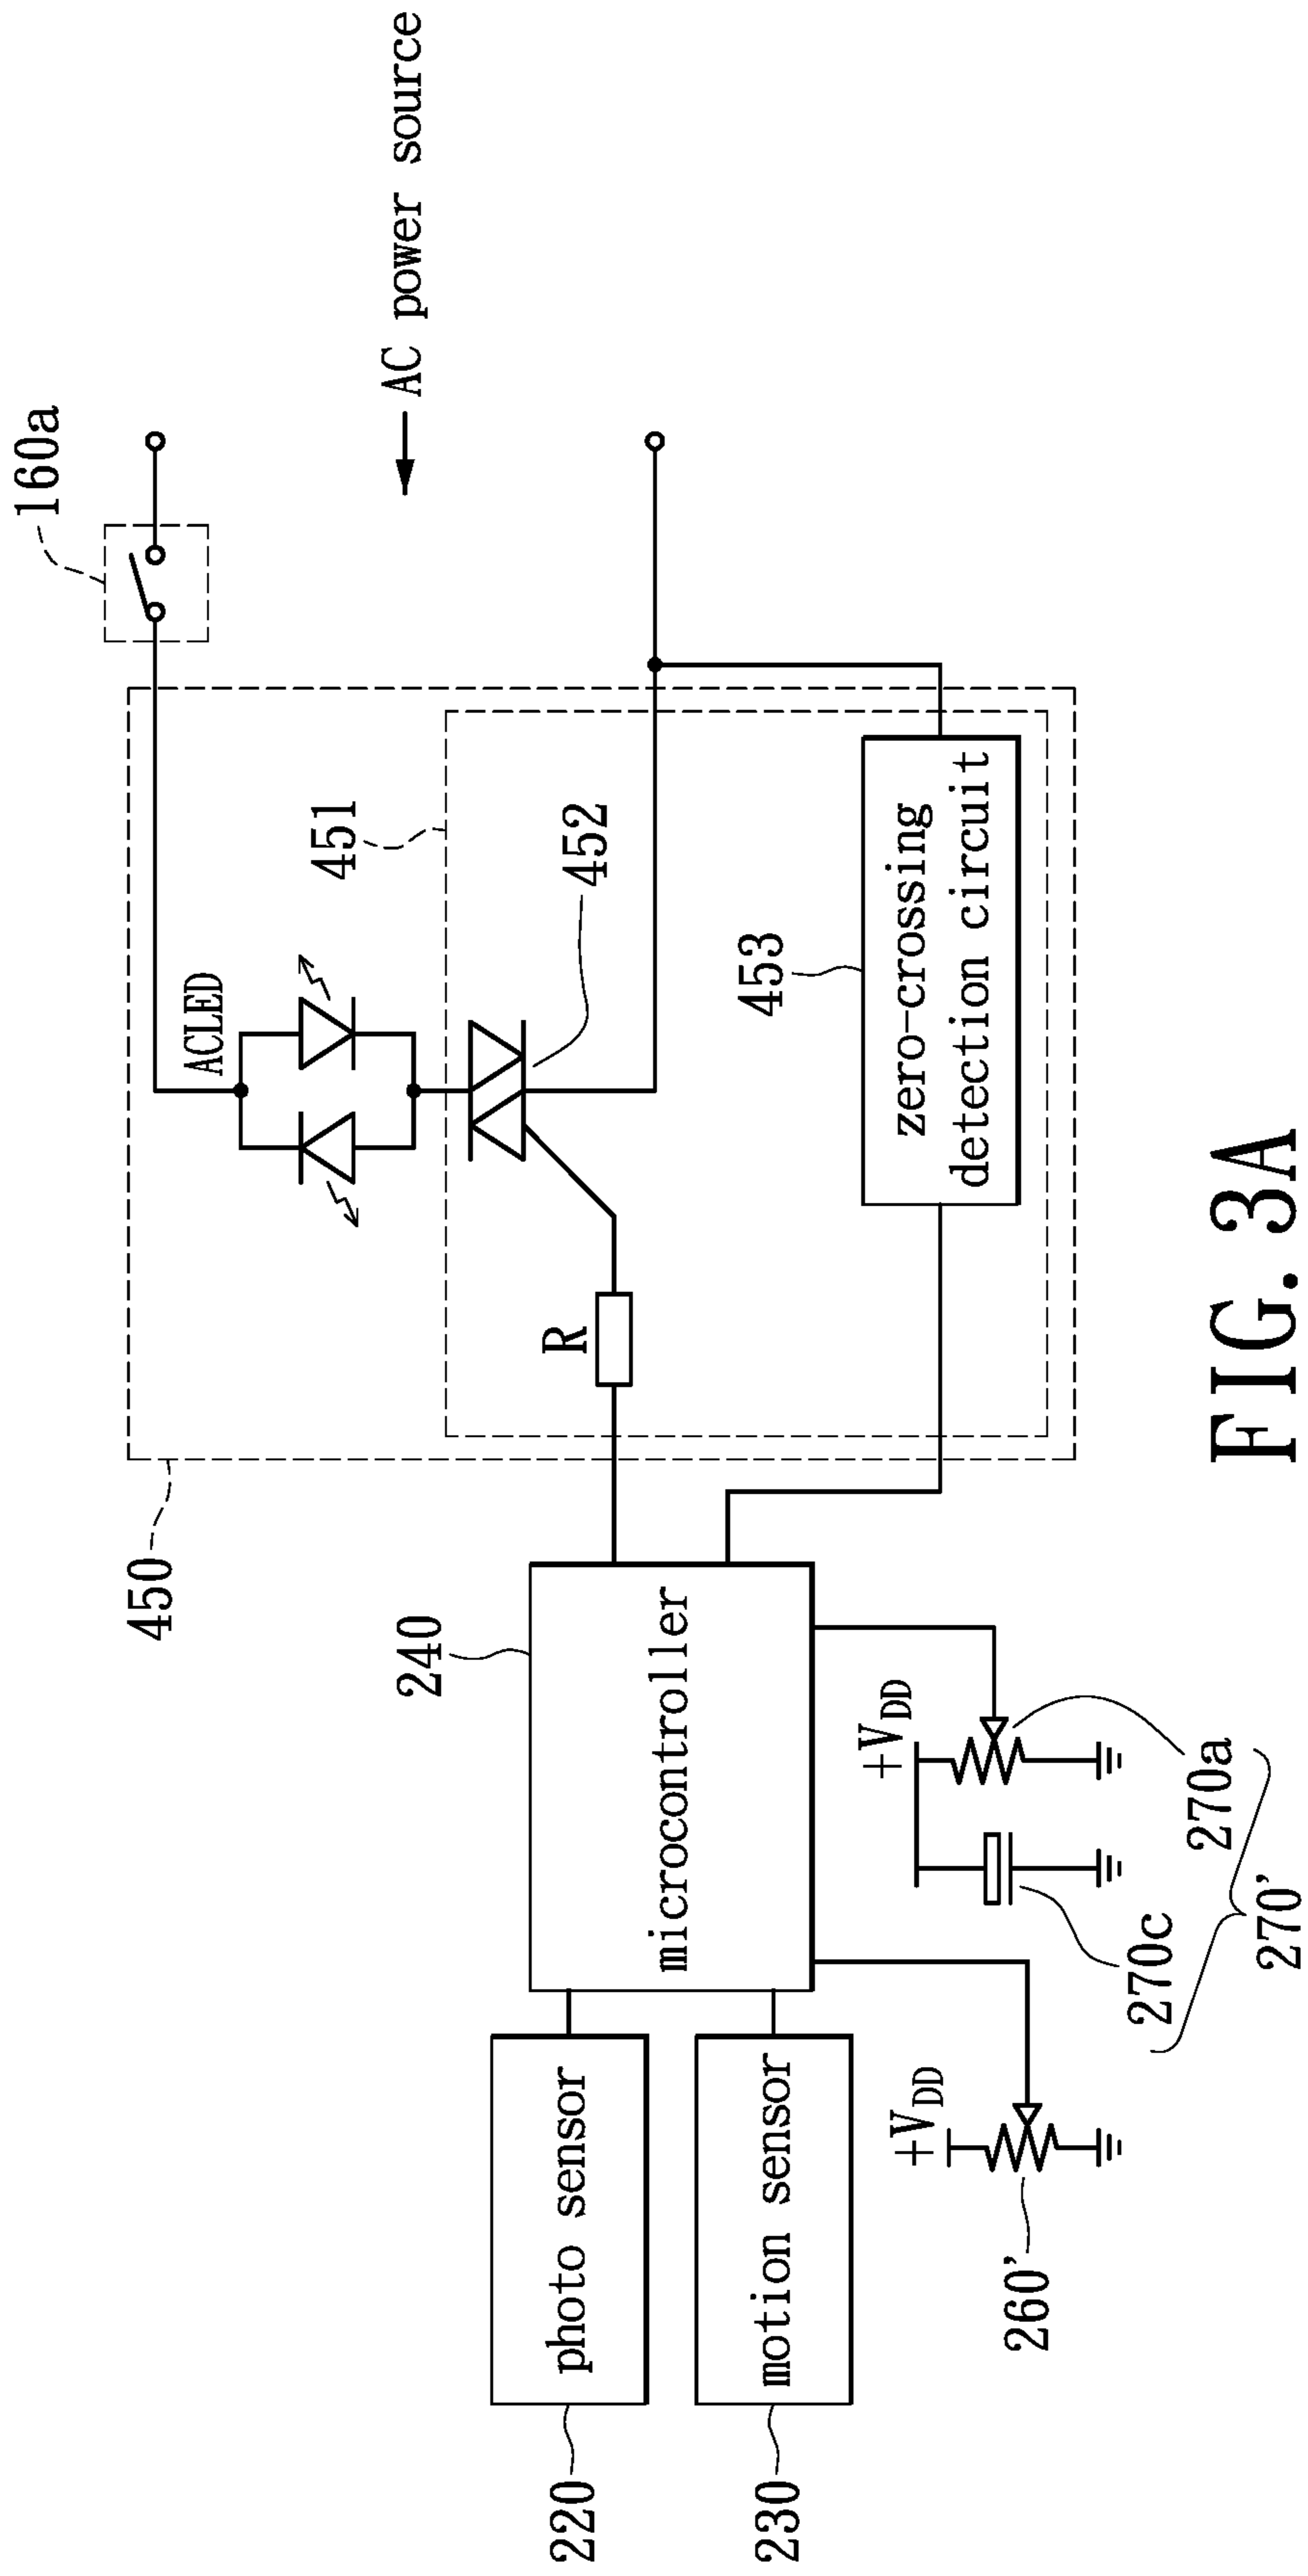 160a
AC power source
450
ACLED
451
452
R
453
zero-crossing
detection circuit
240
microcontroller
220
photo sensor
230
motion sensor
+VDD
260'
+VDD
270c
270a
270'
FIG. 3A